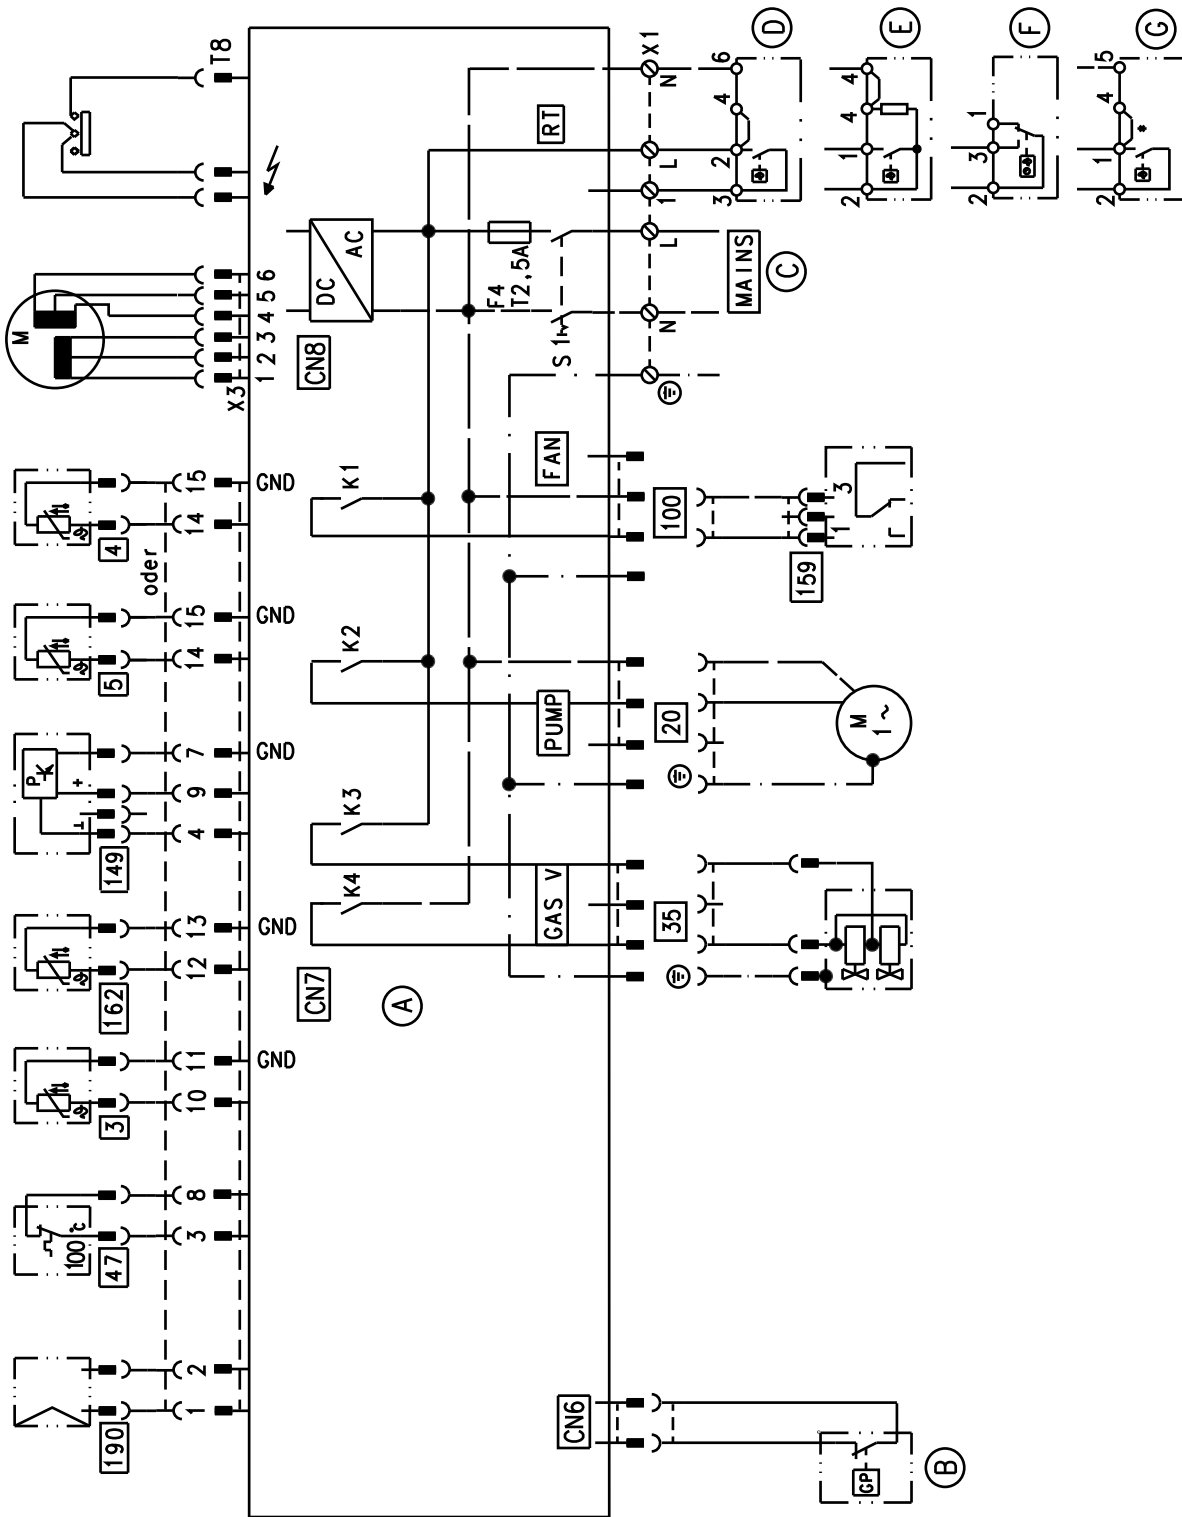 T8
X1
D
E
F
G
6
4
2
3
4
4
1
2
1
3
2
5
4
1
*
2
N
L
1
L
N
RT
MAINS
C
AC
DC
F4
T2,5A
S1
M
6
5
4
3
2
1
X3
CN8
FAN
K1
GND
15
14
4
oder
100
159
3
1
GND
15
14
5
K2
PUMP
20
M
1~
GND
7
9
4
P
+
⊥
149
K3
GAS V
K4
35
GND
13
12
162
CN7
A
GND
11
10
3
8
3
100°C
47
2
1
190
CN6
GP
B
ϑ
ϑ
ϑ
ϑ